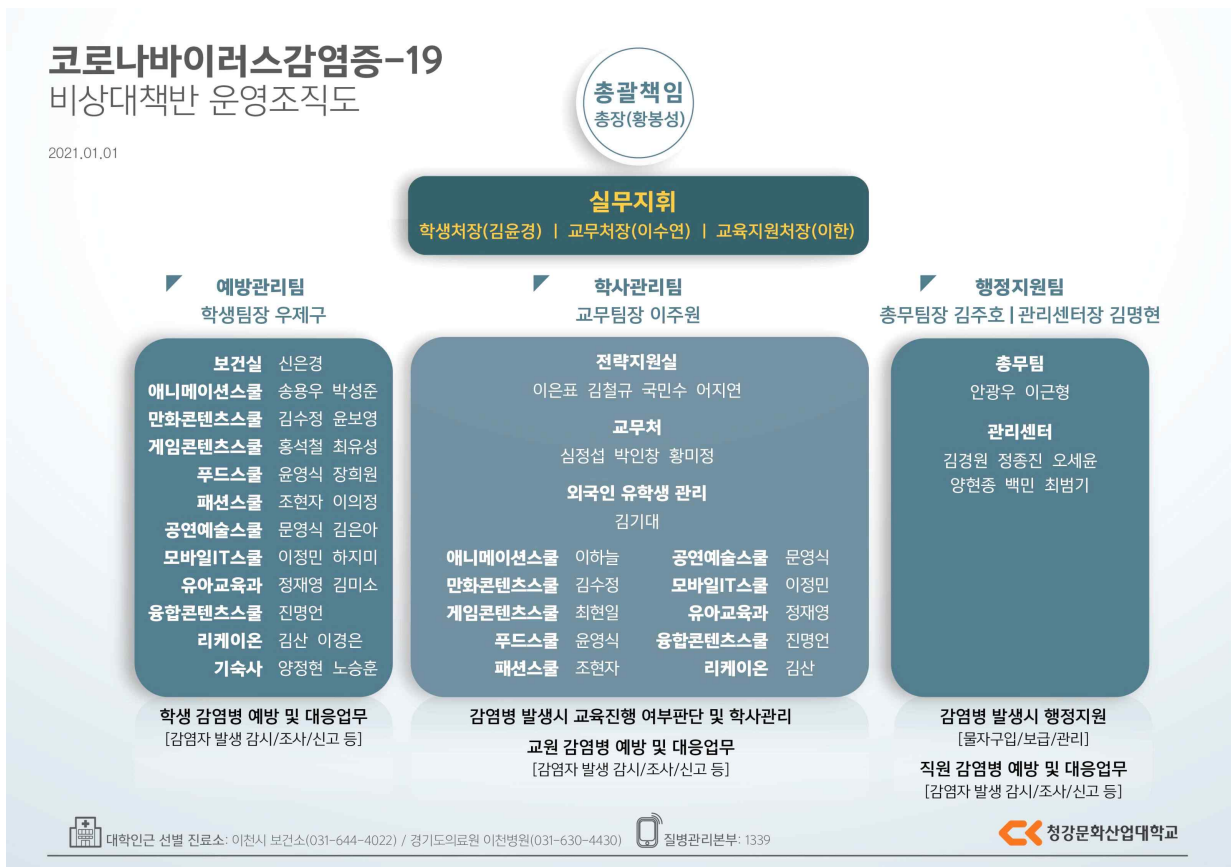 코로나바이러스감염증-19
비상대책반 운영조직도
2021.01.01
총괄책임
총장(황봉성)
실무지휘
학생처장(김윤경) | 교무처장(이수연) | 교육지원처장(이한)
예방관리팀
학생팀장 우제구
보건실 신은경
애니메이션스쿨 송용우 박성준
만화콘텐츠스쿨 김수정 윤보영
게임콘텐츠스쿨 홍석철 최유성
푸드스쿨 윤영식 장희원
패션스쿨 조현자 이의정
공연예술스쿨 문영식 김은아
모바일IT스쿨 이정민 하지미
유아교육과 정재영 김미소
융합콘텐츠스쿨 진명언
리케이온 김산 이경은
기숙사 양정현 노승훈
학생 감염병 예방 및 대응업무
[감염자 발생 감시/조사/신고 등]
학사관리팀
교무팀장 이주원
전략지원실
이은표 김철규 국민수 어지연
교무처
심정섭 박인창 황미정
외국인 유학생 관리
김기대
애니메이션스쿨 이하늘 공연예술스쿨 문영식
만화콘텐츠스쿨 김수정 모바일IT스쿨 이정민
게임콘텐츠스쿨 최현일 유아교육과 정재영
푸드스쿨 윤영식 융합콘텐츠스쿨 진명언
패션스쿨 조현자 리케이온 김산
감염병 발생시 교육진행 여부판단 및 학사관리
교원 감염병 예방 및 대응업무
[감염자 발생 감시/조사/신고 등]
행정지원팀
총무팀장 김주호 | 관리센터장 김명현
총무팀
안광우 이근형
관리센터
김경원 정종진 오세윤
양현종 백민 최범기
감염병 발생시 행정지원
[물자구입/보급/관리]
직원 감염병 예방 및 대응업무
[감염자 발생 감시/조사/신고 등]
대학인근 선별 진료소: 이천시 보건소(031-644-4022) / 경기도의료원 이천병원(031-630-4430) 질병관리본부: 1339
청강문화산업대학교